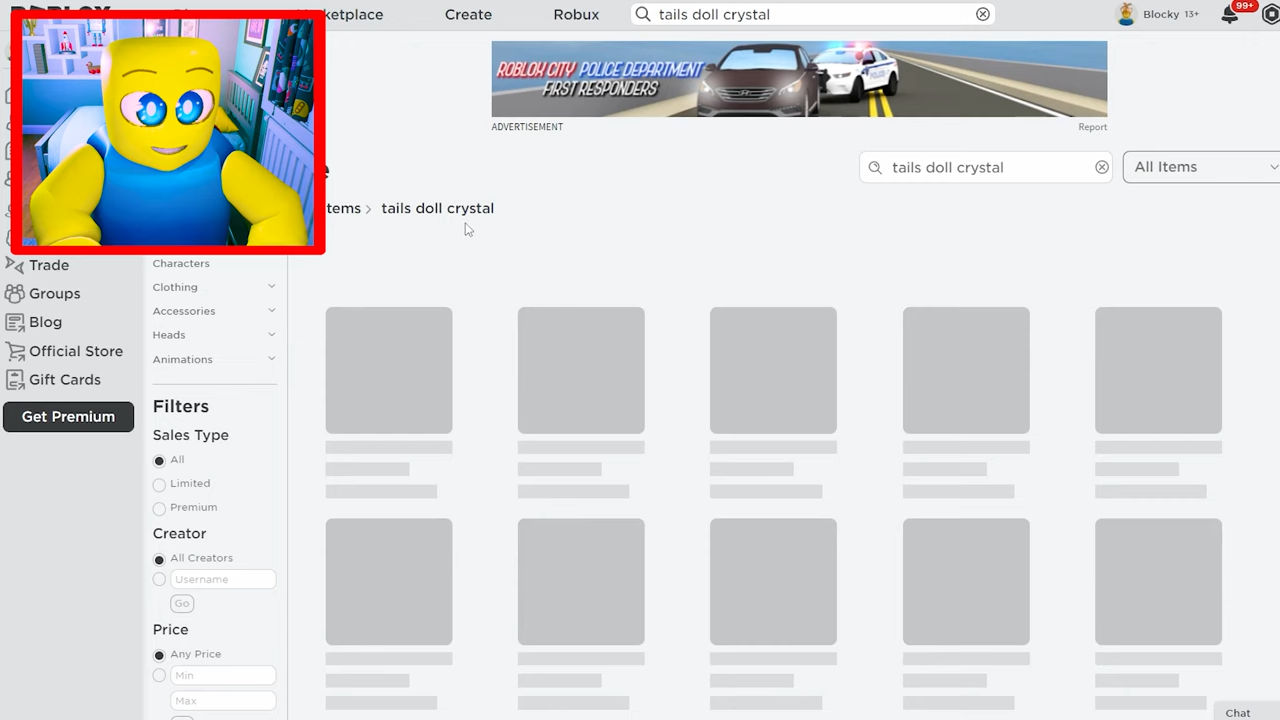 Create
Robux
tails doll crystal
Blocky 13+
99+
ROBLOX CITY POLICE DEPARTMENT
FIRST RESPONDERS
ADVERTISEMENT
Report
tails doll crystal
All Items
tails doll crystal
Trade
Groups
Blog
Official Store
Gift Cards
Get Premium
Characters
Clothing
Accessories
Heads
Animations
Filters
Sales Type
All
Limited
Premium
Creator
All Creators
Username
Go
Price
Any Price
Min
Max
Chat